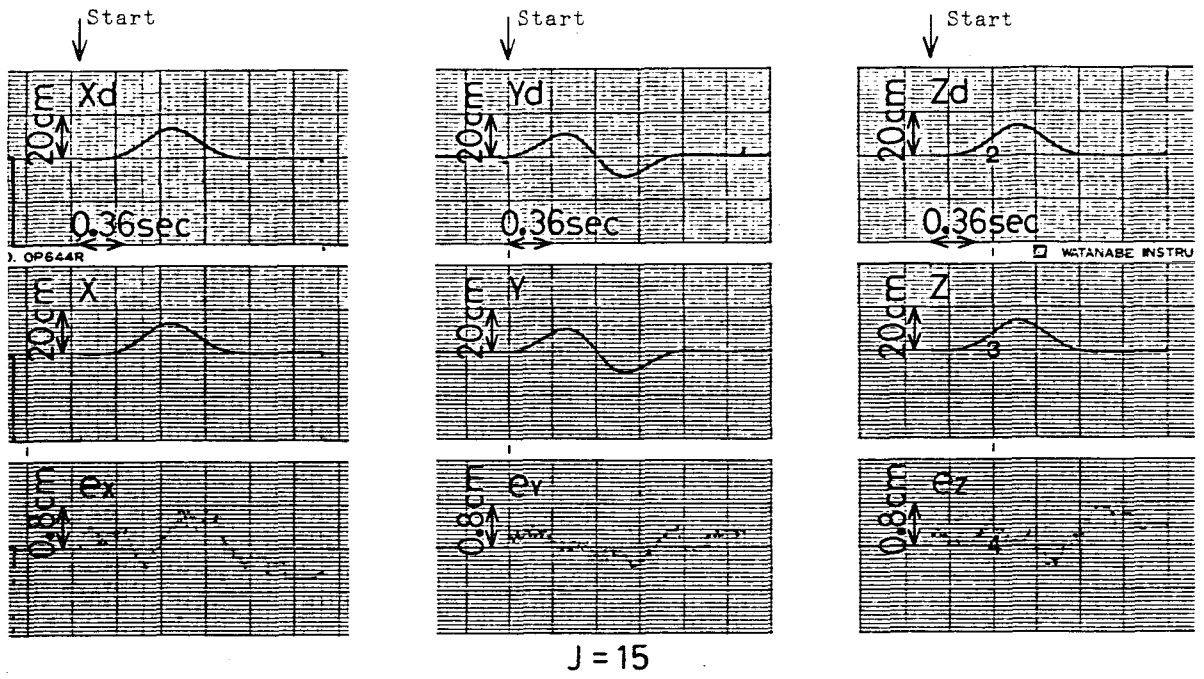 Start Start Start
Xd Yd Zd
20cm 20cm 20cm
2
0.36sec 0.36sec 0.36sec
OP644R WATANABE INSTRU
X Y Z
20cm 20cm 20cm
3
ex ey ez
0.8cm 0.8cm 0.8cm
4
J = 15